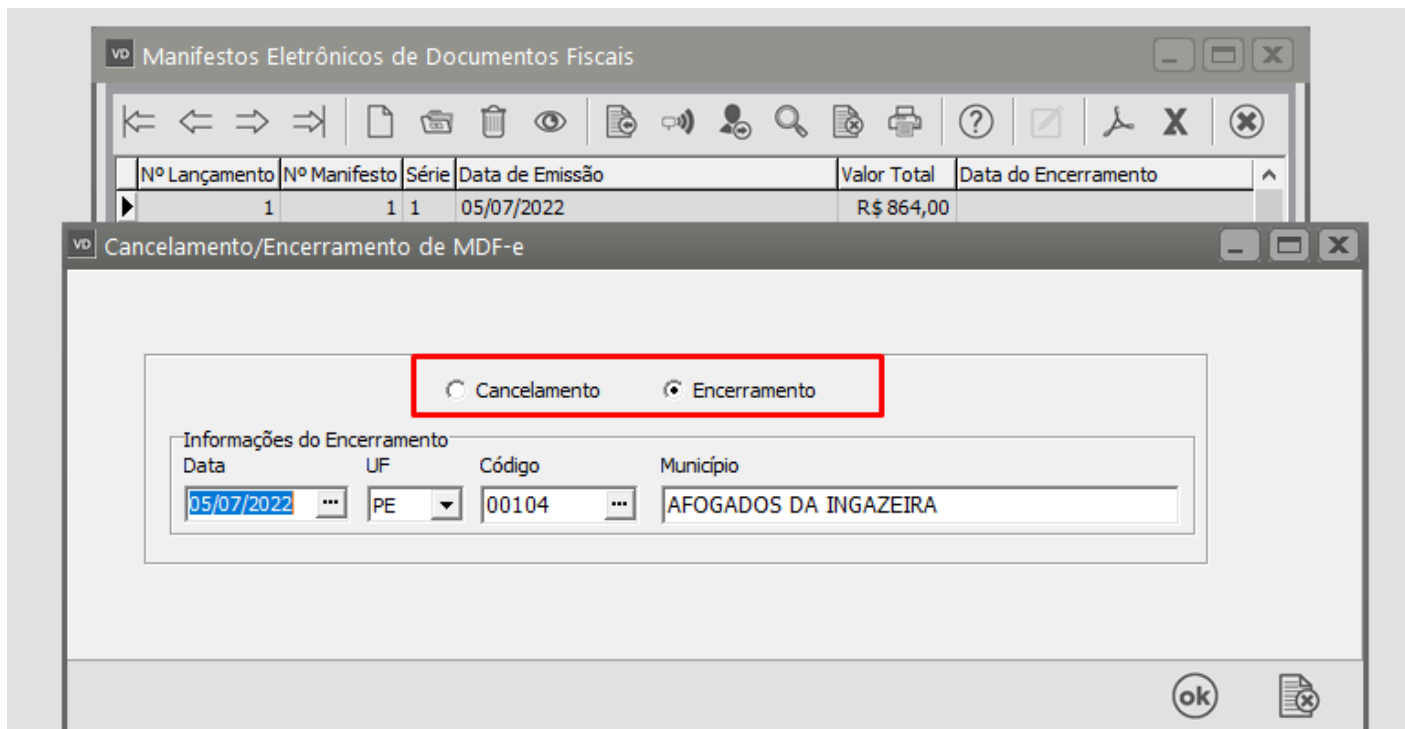 VD Manifestos Eletrônicos de Documentos Fiscais
Nº Lançamento Nº Manifesto Série Data de Emissão Valor Total Data do Encerramento
1 1 1 05/07/2022 R$ 864,00
VD Cancelamento/Encerramento de MDF-e
Cancelamento Encerramento
Informações do Encerramento
Data UF Código Município
05/07/2022 ... PE 00104 ... AFOGADOS DA INGAZEIRA
ok